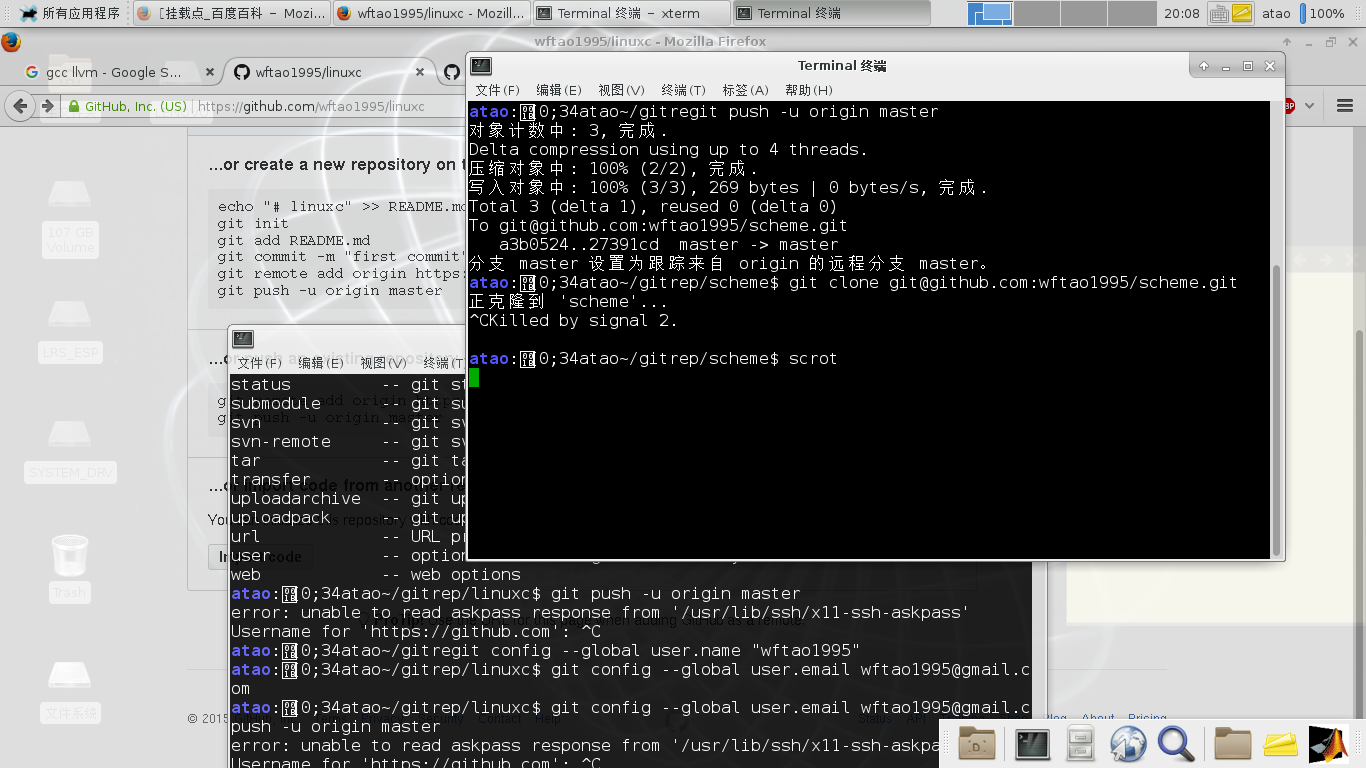 所有应用程序
[挂载点_百度百科 – Mozi...
wftao1995/linuxc - Mozill...
Terminal 终端 – xterm
Terminal 终端
20:08
atao
100%
wftao1995/linuxc - Mozilla Firefox
gcc llvm - Google S...
wftao1995/linuxc
GitHub, Inc. (US)
https://github.com/wftao1995/linuxc
107 GB
Volume
LRS_ESP
SYSTEM_DRV
Trash
文件系统
...or create a new repository on t
echo "# linuxc" >> README.md
git init
git add README.md
git commit -m "first commit"
git remote add origin https:
git push -u origin master
Terminal 终端
文件(F) 编辑(E) 视图(V) 终端(T) 标签(A) 帮助(H)
atao:0;34atao~/gitregit push -u origin master
对象计数中: 3, 完成.
Delta compression using up to 4 threads.
压缩对象中: 100% (2/2), 完成.
写入对象中: 100% (3/3), 269 bytes | 0 bytes/s, 完成.
Total 3 (delta 1), reused 0 (delta 0)
To git@github.com:wftao1995/scheme.git
a3b0524..27391cd  master -> master
分支 master 设置为跟踪来自 origin 的远程分支 master。
atao:0;34atao~/gitrep/scheme$ git clone git@github.com:wftao1995/scheme.git
正克隆到 'scheme'...
^CKilled by signal 2.
atao:0;34atao~/gitrep/scheme$ scrot
文件(F) 编辑(E) 视图(V) 终端(T
status -- git st
submodule -- git su
svn -- git sv
svn-remote -- git sv
tar -- git ta
transfer -- option
uploadarchive -- git up
uploadpack -- git up
url -- URL pr
user -- option
web -- web options
atao:0;34atao~/gitrep/linuxc$ git push -u origin master
error: unable to read askpass response from '/usr/lib/ssh/x11-ssh-askpass'
Username for 'https://github.com': ^C
atao:0;34atao~/gitregit config --global user.name "wftao1995"
atao:0;34atao~/gitrep/linuxc$ git config --global user.email wftao1995@gmail.c
om
atao:0;34atao~/gitrep/linuxc$ git config --global user.email wftao1995@gmail.c
push -u origin master
error: unable to read askpass response from '/usr/lib/ssh/x11-ssh-askpa
Username for 'https://github.com': ^C
© 2015
Security Contact Help
Status API
About
Pricing